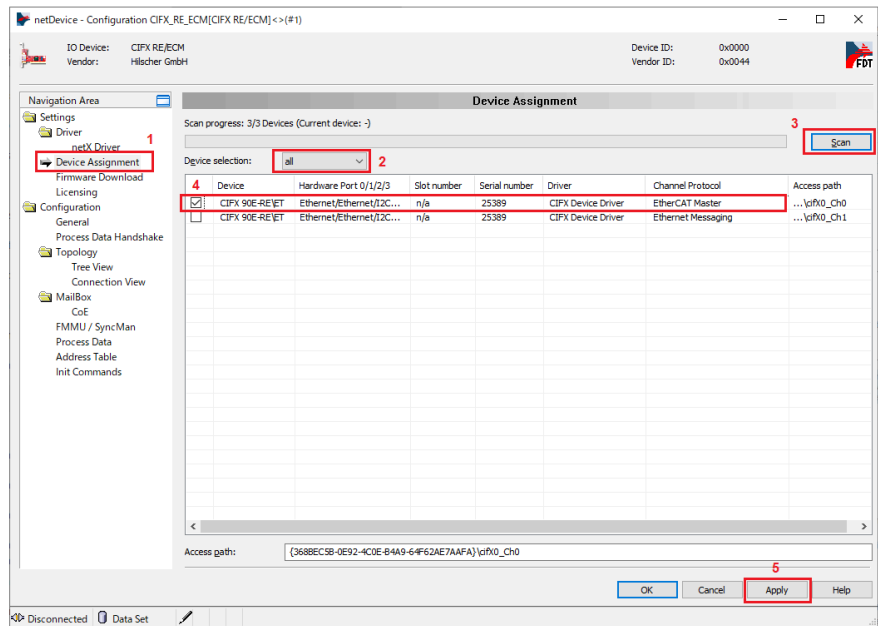 netDevice - Configuration CIFX_RE_ECM[CIFX RE/ECM]<>(#1)
IO Device: CIFX RE/ECM Device ID: 0x0000
Vendor: Hilscher GmbH Vendor ID: 0x0044
FDT
Navigation Area
Settings
Driver
netX Driver
1
Device Assignment
Firmware Download
Licensing
Configuration
General
Process Data Handshake
Topology
Tree View
Connection View
MailBox
CoE
FMMU / SyncMan
Process Data
Address Table
Init Commands
Device Assignment
Scan progress: 3/3 Devices (Current device: -)
3
Scan
Device selection: all 2
4 Device Hardware Port 0/1/2/3 Slot number Serial number Driver Channel Protocol Access path
CIFX 90E-RE\ET Ethernet/Ethernet/I2C... n/a 25389 CIFX Device Driver EtherCAT Master ...\cifX0_Ch0
CIFX 90E-RE\ET Ethernet/Ethernet/I2C... n/a 25389 CIFX Device Driver Ethernet Messaging ...\cifX0_Ch1
Access path: {368BEC5B-0E92-4C0E-B4A9-64F62AE7AAFA}\cifX0_Ch0
5
OK Cancel Apply Help
Disconnected Data Set